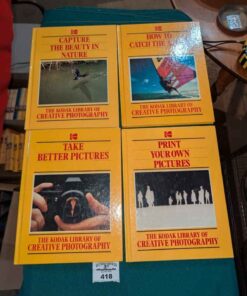 CAPTURE
THE BEAUTY IN
NATURE
THE KODAK LIBRARY OF
CREATIVE PHOTOGRAPHY
HOW TO
CATCH THE
THE KODAK LIBRARY OF
CREATIVE PHOTOGRAPHY
TAKE
BETTER PICTURES
THE KODAK LIBRARY OF
CREATIVE PHOTOGRAPHY
PRINT
YOUR OWN
PICTURES
THE KODAK LIBRARY OF
CREATIVE PHOTOGRAPHY
418